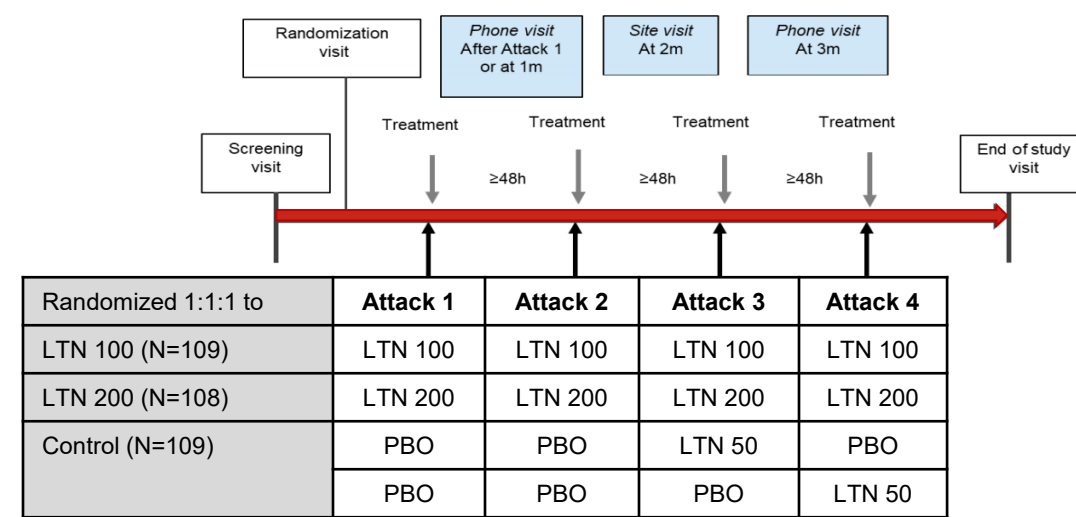 Randomization
visit
Phone visit
After Attack 1
or at 1m
Site visit
At 2m
Phone visit
At 3m
Screening
visit
Treatment
Treatment
Treatment
Treatment
≥48h
≥48h
≥48h
End of study
visit
Randomized 1:1:1 to Attack 1 Attack 2 Attack 3 Attack 4
LTN 100 (N=109) LTN 100 LTN 100 LTN 100 LTN 100
LTN 200 (N=108) LTN 200 LTN 200 LTN 200 LTN 200
Control (N=109) PBO PBO LTN 50 PBO
PBO PBO PBO LTN 50